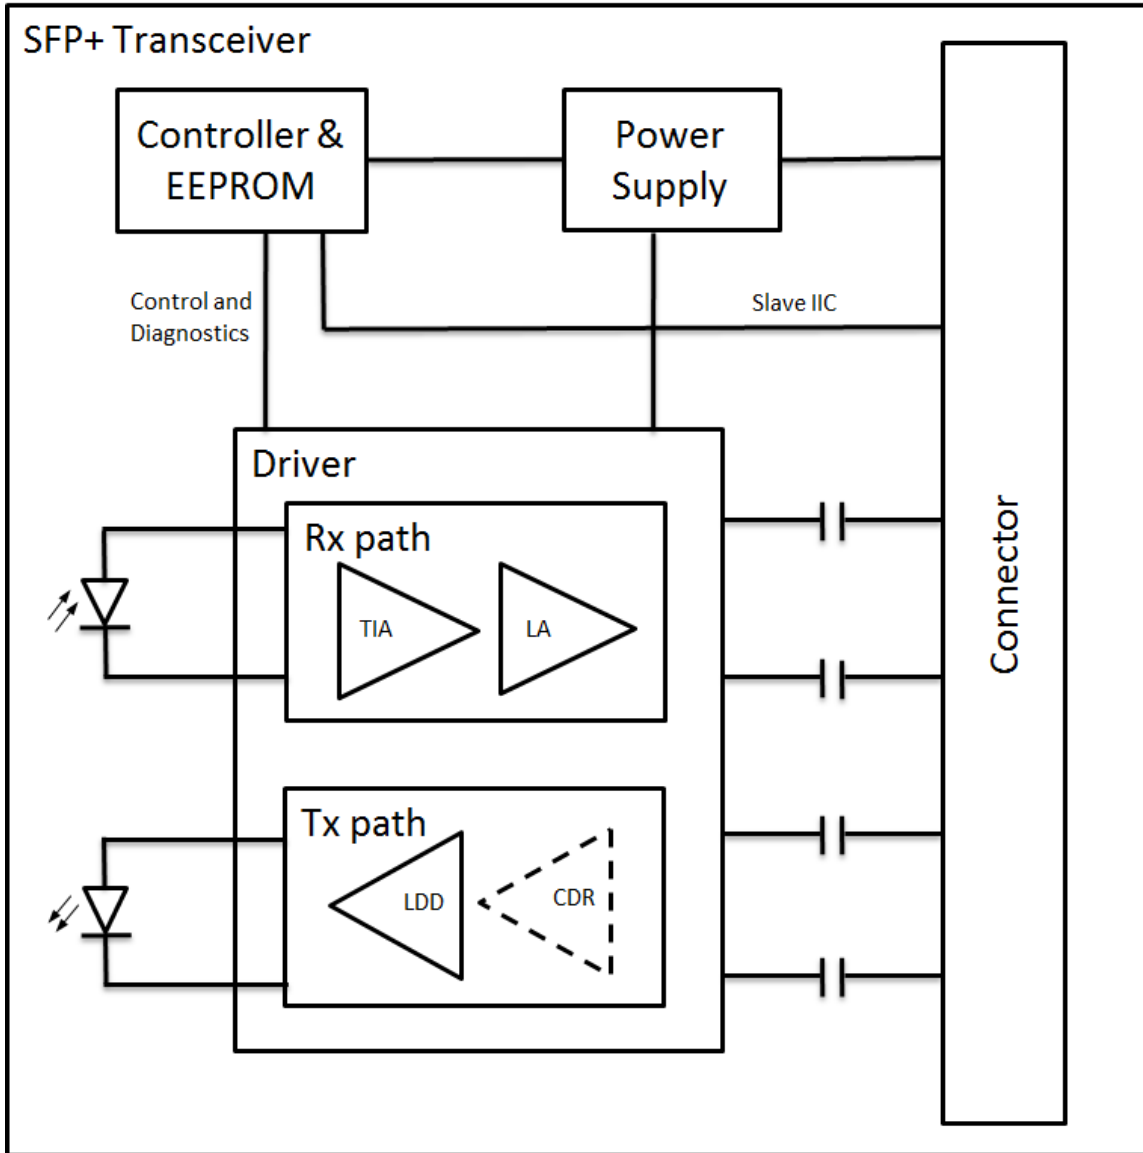 SFP+ Transceiver
Controller &
EEPROM
Power
Supply
Control and
Diagnostics
Slave IIC
Driver
Rx path
TIA
LA
Connector
Tx path
LDD
CDR